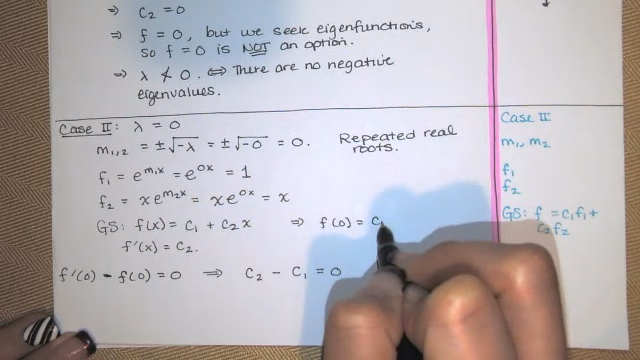 ⇒ C₂ = 0
⇒ f = 0, but we seek eigenfunctions,
so f = 0 is NOT an option.
⇒ λ ≮ 0. ⇔ There are no negative
eigenvalues.
Case II: λ = 0
m₁,₂ = ±√-λ = ±√-0 = 0. Repeated real
roots.
f₁ = e^m₁x = e^0x = 1
f₂ = xe^m₂x = xe^0x = x
GS: f(x) = C₁ + C₂x ⇒ f(0) = C₁
f'(x) = C₂.
f'(0) - f(0) = 0 ⇒ C₂ - C₁ = 0
Case II
m₁, m₂
f₁
f₂
GS: f = C₁f₁ +
C₂f₂